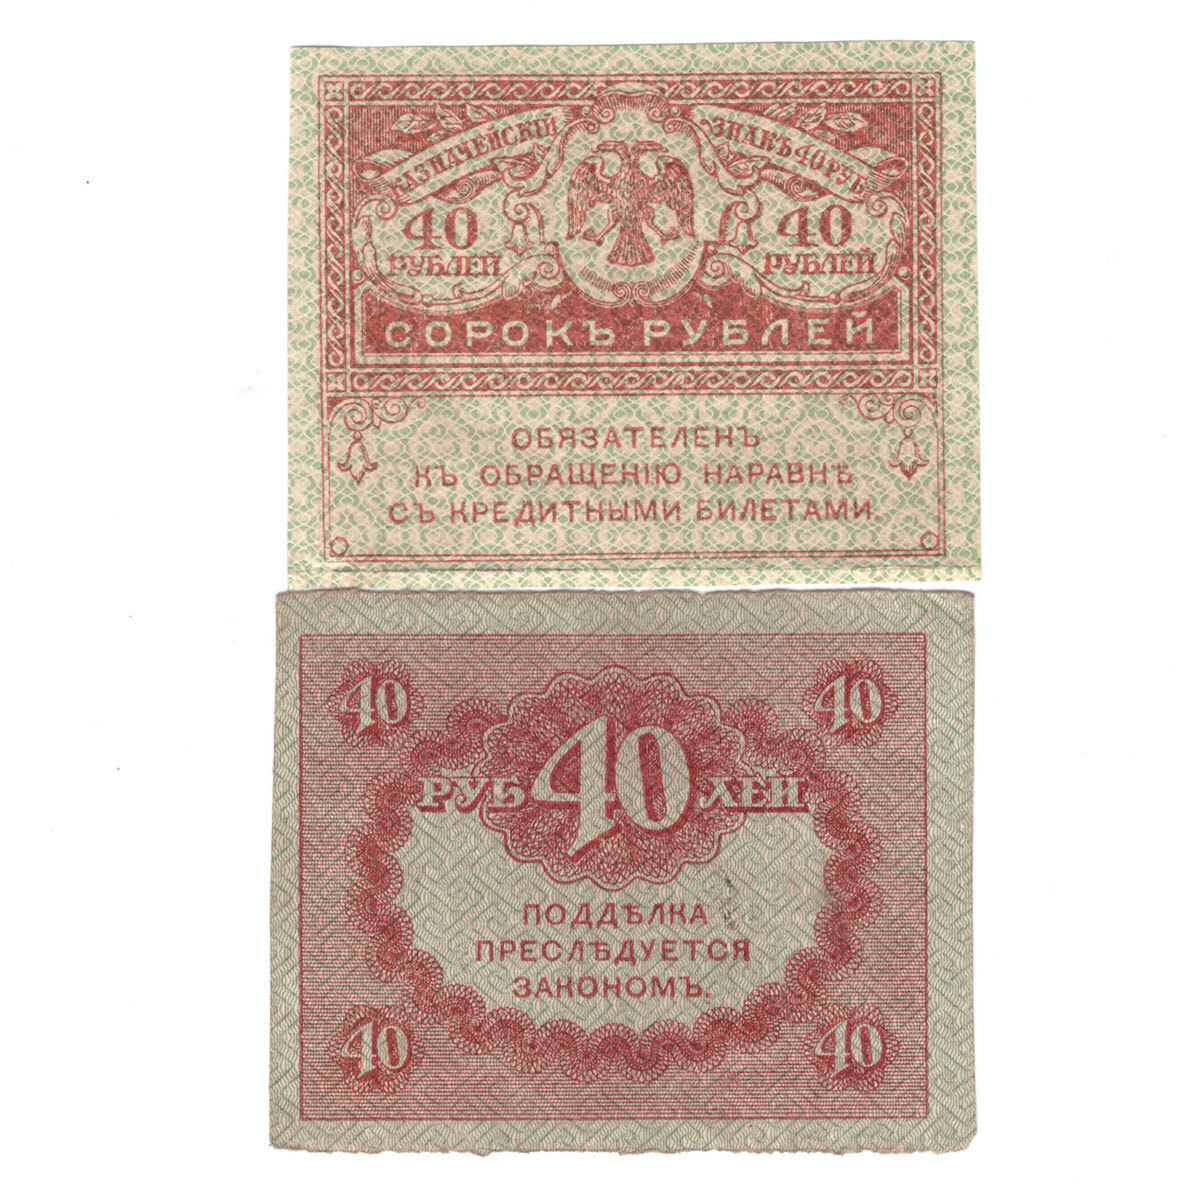 КАЗНАЧЕЙСКІЙ ЗНАКЪ 40 РУБ
40 40
РУБЛЕЙ РУБЛЕЙ
СОРОКЪ РУБЛЕЙ
ОБЯЗАТЕЛЕНЪ
КЪ ОБРАЩЕНІЮ НАРАВНѢ
СЪ КРЕДИТНЫМИ БИЛЕТАМИ.
40 40
РУБ 40 ЛЕЙ
ПОДДѢЛКА
ПРЕСЛѢДУЕТСЯ
ЗАКОНОМЪ.
40 40